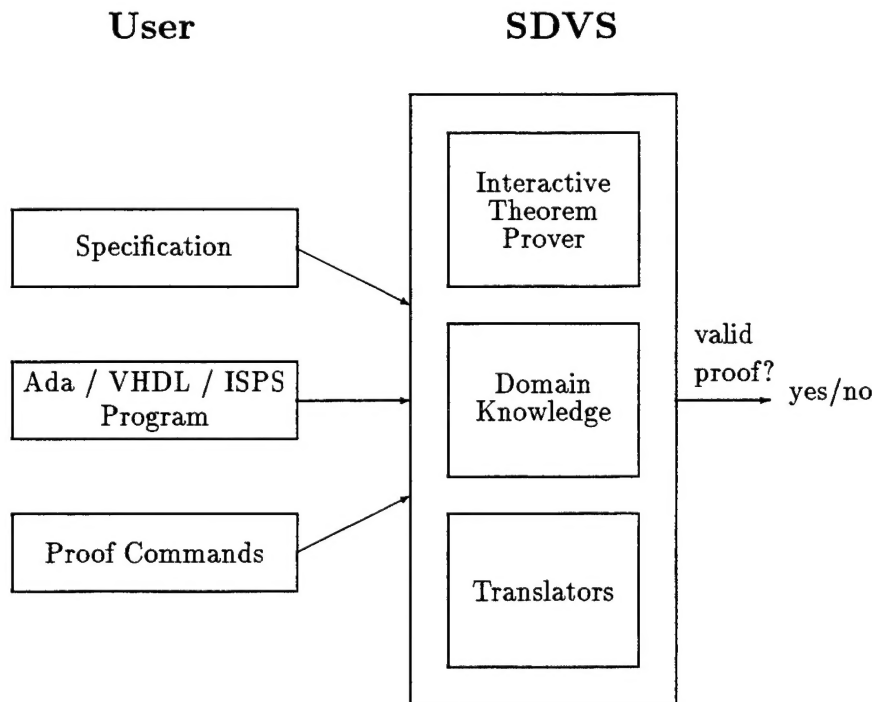 User
SDVS
Specification
Ada / VHDL / ISPS
Program
Proof Commands
Interactive
Theorem
Prover
Domain
Knowledge
Translators
valid
proof?
yes/no